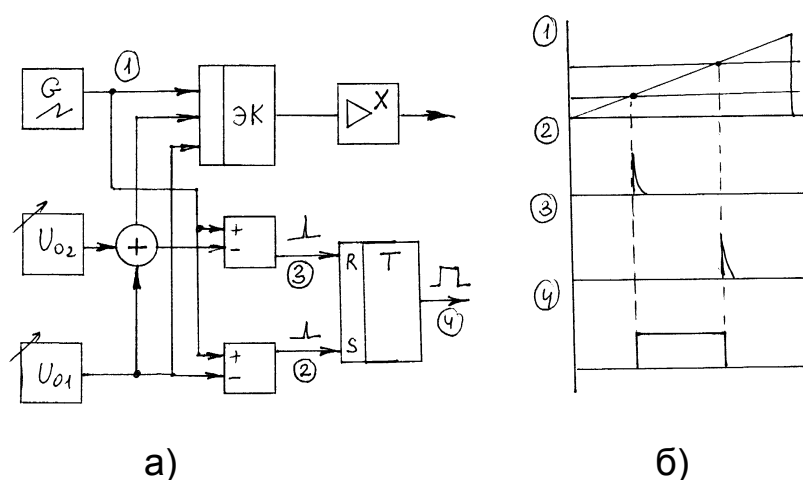 ① ①
G ЭК ▷X
②
③
U02 + + - ③ R T
④
④
U01 + - ② S
а) б)